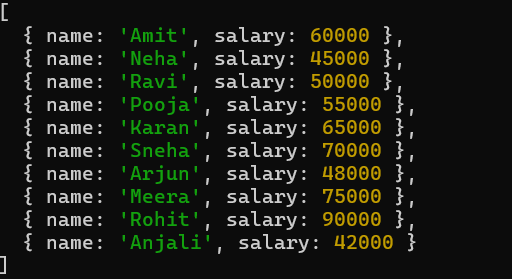 [
  { name: 'Amit', salary: 60000 },
  { name: 'Neha', salary: 45000 },
  { name: 'Ravi', salary: 50000 },
  { name: 'Pooja', salary: 55000 },
  { name: 'Karan', salary: 65000 },
  { name: 'Sneha', salary: 70000 },
  { name: 'Arjun', salary: 48000 },
  { name: 'Meera', salary: 75000 },
  { name: 'Rohit', salary: 90000 },
  { name: 'Anjali', salary: 42000 }
]